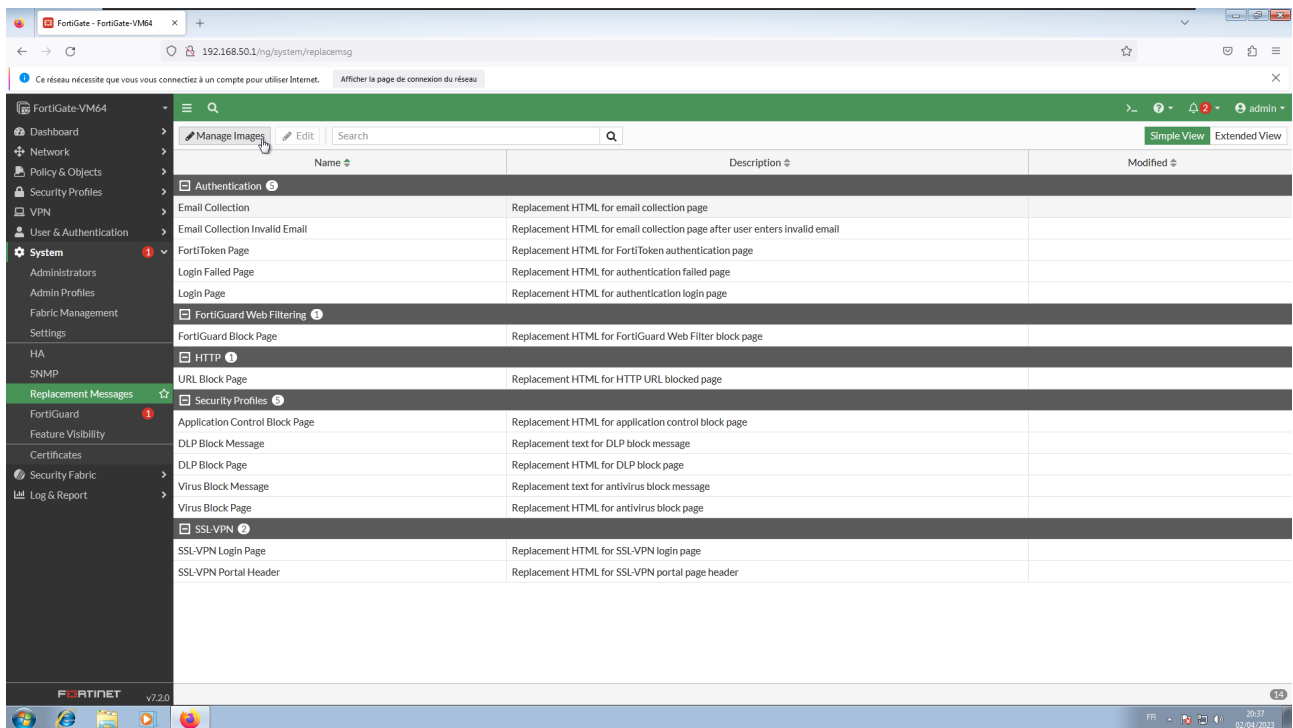 FortiGate - FortiGate-VM64
192.168.50.1/ng/system/replacemsg
Ce réseau nécessite que vous vous connectiez à un compte pour utiliser Internet. Afficher la page de connexion du réseau
FortiGate-VM64
>_ ? 2 admin
Dashboard
Network
Policy & Objects
Security Profiles
VPN
User & Authentication
System 1
Administrators
Admin Profiles
Fabric Management
Settings
HA
SNMP
Replacement Messages
FortiGuard 1
Feature Visibility
Certificates
Security Fabric
Log & Report
FORTINET v7.2.0
Manage Images Edit Search Simple View Extended View
Name Description Modified
Authentication 5
Email Collection Replacement HTML for email collection page
Email Collection Invalid Email Replacement HTML for email collection page after user enters invalid email
FortiToken Page Replacement HTML for FortiToken authentication page
Login Failed Page Replacement HTML for authentication failed page
Login Page Replacement HTML for authentication login page
FortiGuard Web Filtering 1
FortiGuard Block Page Replacement HTML for FortiGuard Web Filter block page
HTTP 1
URL Block Page Replacement HTML for HTTP URL blocked page
Security Profiles 5
Application Control Block Page Replacement HTML for application control block page
DLP Block Message Replacement text for DLP block message
DLP Block Page Replacement HTML for DLP block page
Virus Block Message Replacement text for antivirus block message
Virus Block Page Replacement HTML for antivirus block page
SSL-VPN 2
SSL-VPN Login Page Replacement HTML for SSL-VPN login page
SSL-VPN Portal Header Replacement HTML for SSL-VPN portal page header
14
FR 20:37
02/04/2023